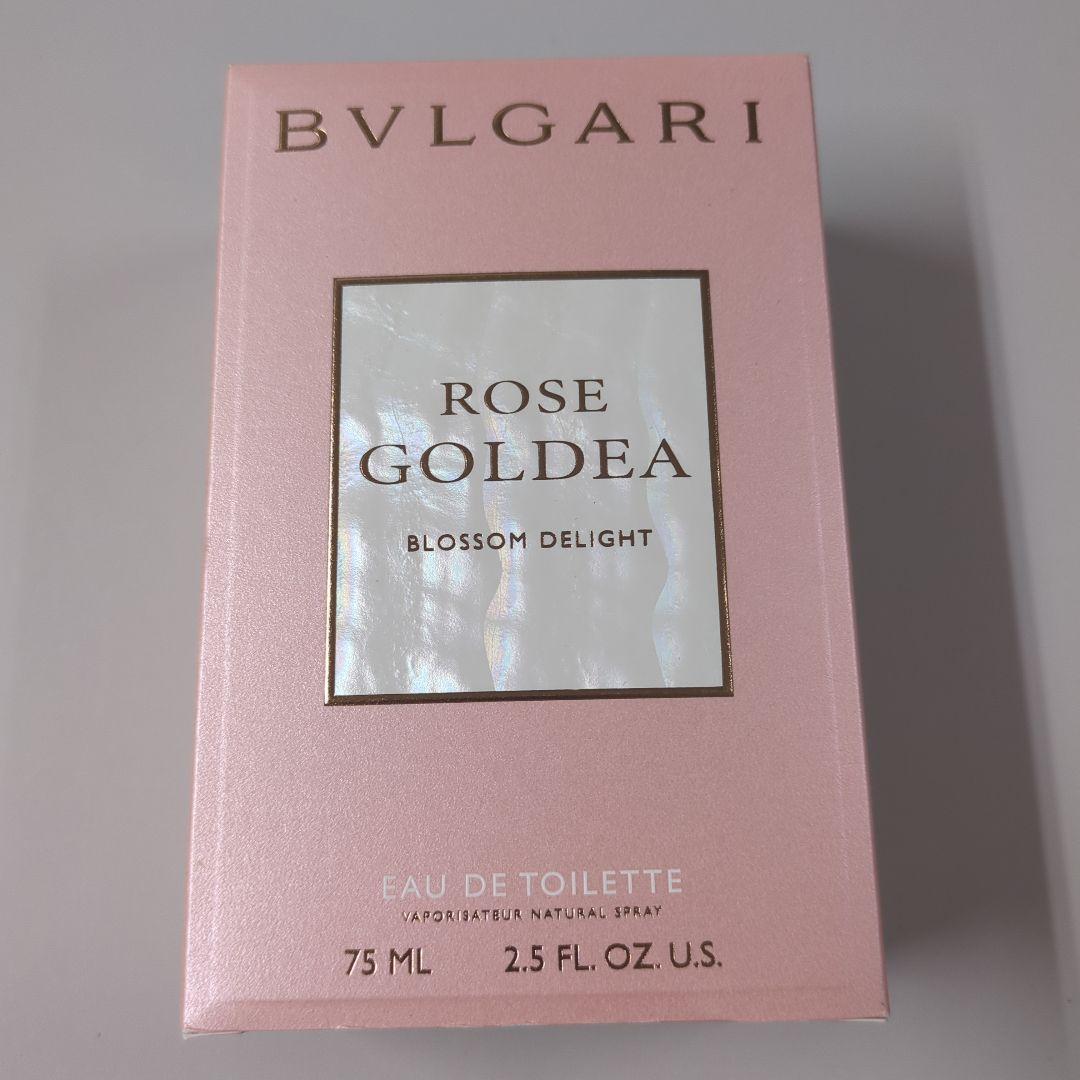 BVLGARI
ROSE
GOLDEA
BLOSSOM DELIGHT
EAU DE TOILETTE
VAPORISATEUR NATURAL SPRAY
75 ML 2.5 FL. OZ. U.S.